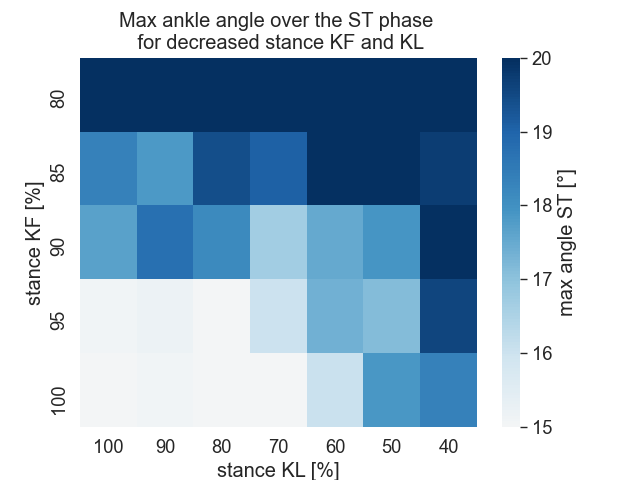 Max ankle angle over the ST phase
for decreased stance KF and KL
stance KF [%]
80
85
90
95
100
100 90 80 70 60 50 40
stance KL [%]
20
19
18
17
16
15
max angle ST [°]